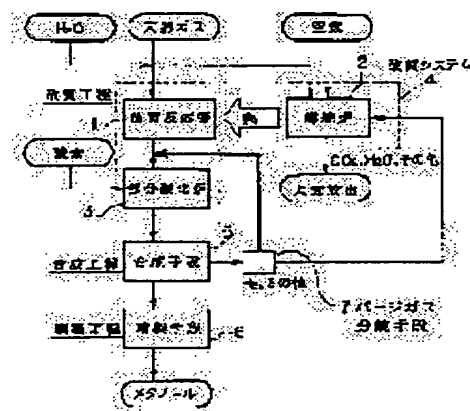 H₂O
天然ガス
空気
2
改質システム
4
改質工程
1
改質反応管
熱
燃焼炉
酸素
CO₂, H₂O, その他
大気放出
部分酸化炉
3
5
合成工程
合成手段
H₂,その他
7 パージガス
分離手段
精製工程
精製手段
6
メタノール